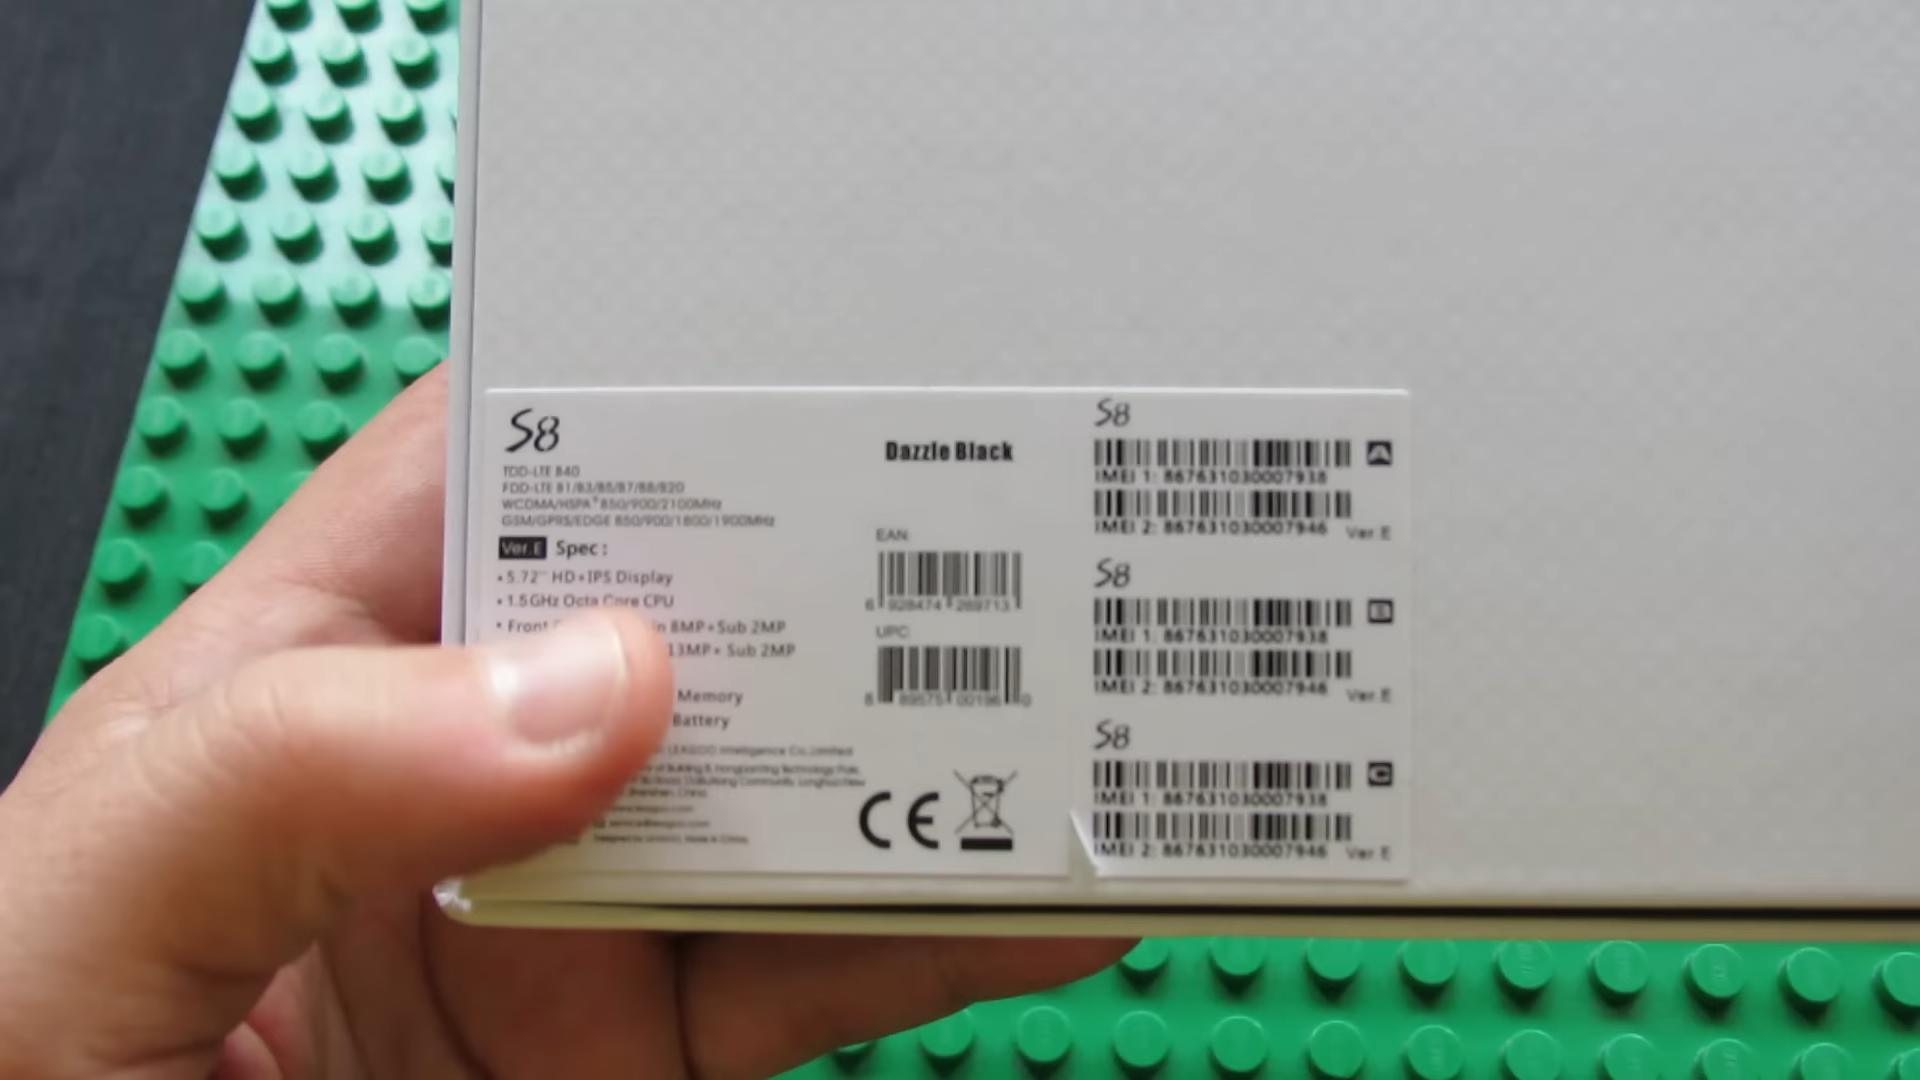 S8
TDD-LTE B40
FDD-LTE B1/B3/B5/B7/B8/B20
WCDMA/HSPA+850/900/2100MHz
GSM/GPRS/EDGE 850/900/1800/1900MHz
Ver.E Spec:
•5.72" HD+IPS Display
•1.5GHz Octa Core CPU
•Front 8MP+Sub 2MP
13MP+ Sub 2MP
Memory
Battery
LEAGOO Intelligence Co.,Limited
Shenzhen, China
Dazzle Black
EAN:
6 928474 289713
UPC:
8 89575 00196 0
CE
S8
A
IMEI 1: 867631030007938
IMEI 2: 867631030007946 Ver.E
S8
B
IMEI 1: 867631030007938
IMEI 2: 867631030007946 Ver.E
S8
C
IMEI 1: 867631030007938
IMEI 2: 867631030007946 Ver.E